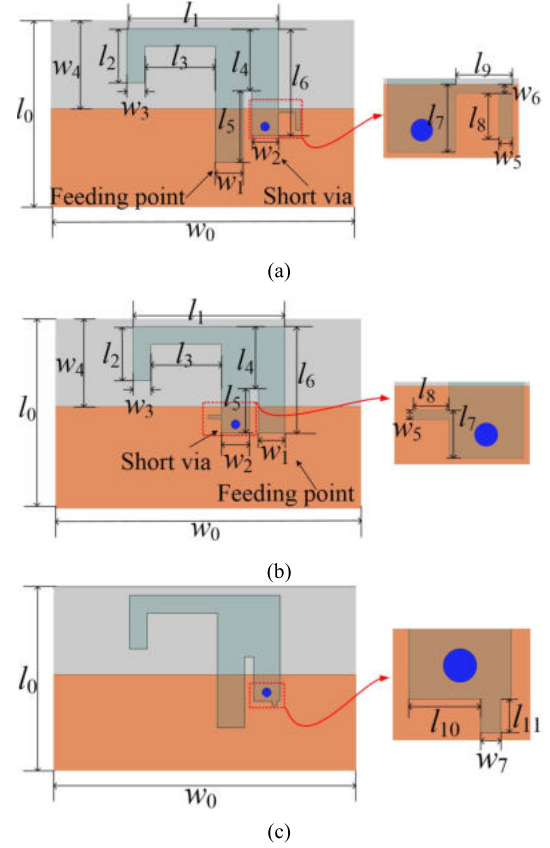 l1
l2
l3
l4
w4
l6
l0
w3
l5
w2
w1
Feeding point
Short via
w0
l9
w6
l7
l8
w5
(a)
l1
l2
l3
l4
w4
l6
l0
w3
l5
Short via
w2
w1
Feeding point
w0
l8
w5
l7
(b)
l0
w0
l10
l11
w7
(c)